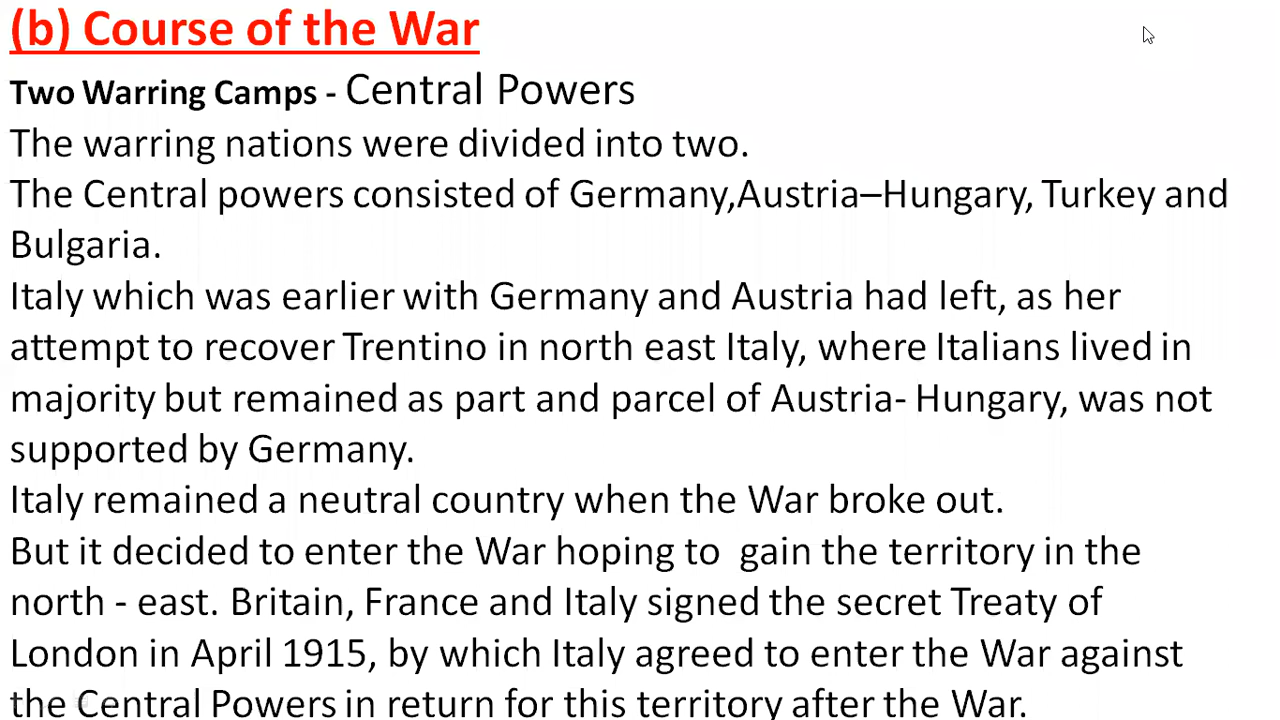 (b) Course of the War
Two Warring Camps - Central Powers
The warring nations were divided into two.
The Central powers consisted of Germany,Austria–Hungary, Turkey and
Bulgaria.
Italy which was earlier with Germany and Austria had left, as her
attempt to recover Trentino in north east Italy, where Italians lived in
majority but remained as part and parcel of Austria- Hungary, was not
supported by Germany.
Italy remained a neutral country when the War broke out.
But it decided to enter the War hoping to  gain the territory in the
north - east. Britain, France and Italy signed the secret Treaty of
London in April 1915, by which Italy agreed to enter the War against
the Central Powers in return for this territory after the War.